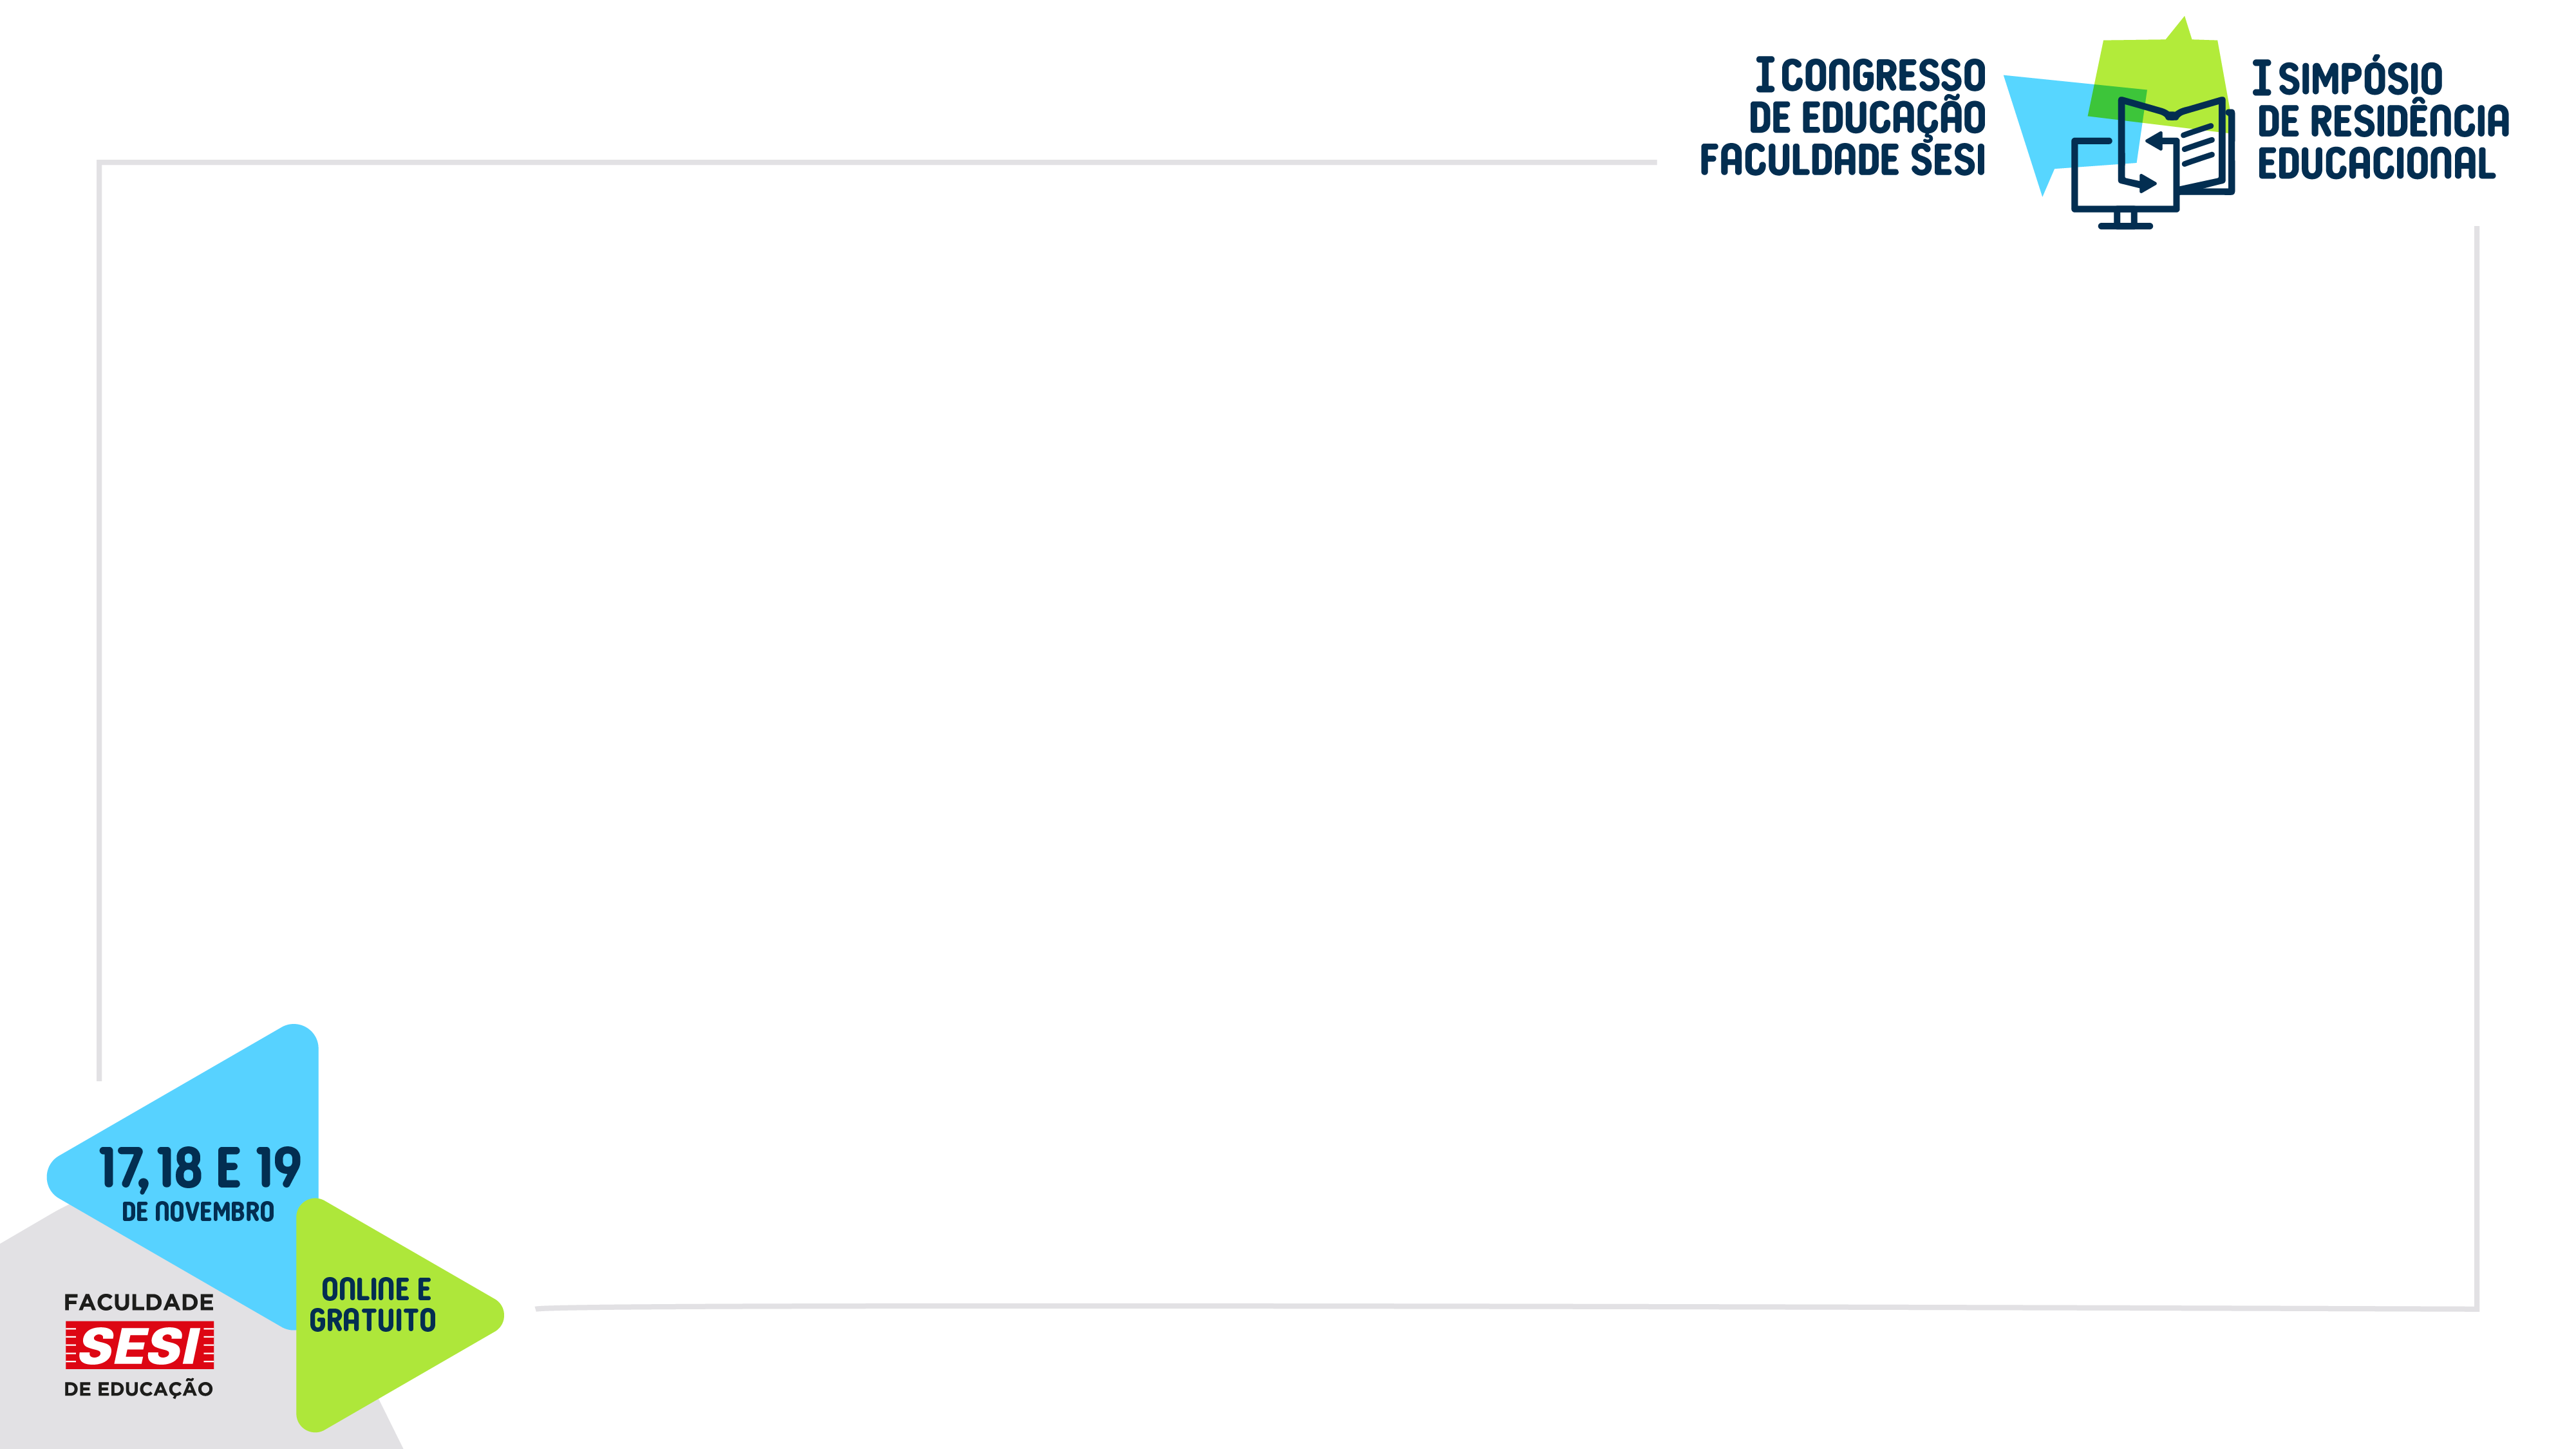 I CONGRESSO
DE EDUCAÇÃO
FACULDADE SESI
I SIMPÓSIO
DE RESIDÊNCIA
EDUCACIONAL
17, 18 E 19
DE NOVEMBRO
ONLINE E
GRATUITO
FACULDADE
SESI
DE EDUCAÇÃO